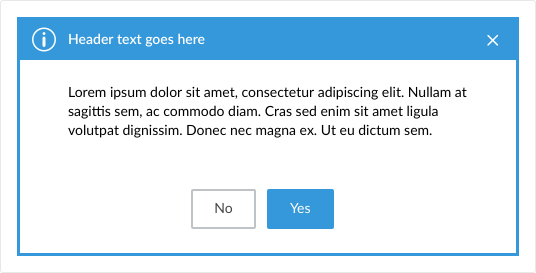 Header text goes here
Lorem ipsum dolor sit amet, consectetur adipiscing elit. Nullam at
sagittis sem, ac commodo diam. Cras sed enim sit amet ligula
volutpat dignissim. Donec nec magna ex. Ut eu dictum sem.
No
Yes